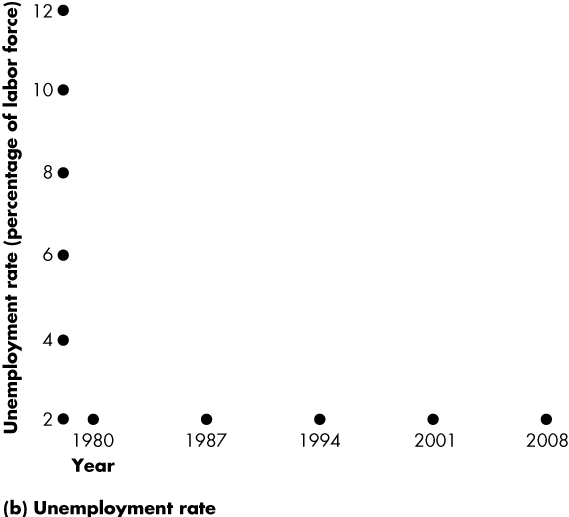 Unemployment rate (percentage of labor force)
12
10
8
6
4
2
1980 1987 1994 2001 2008
Year
(b) Unemployment rate